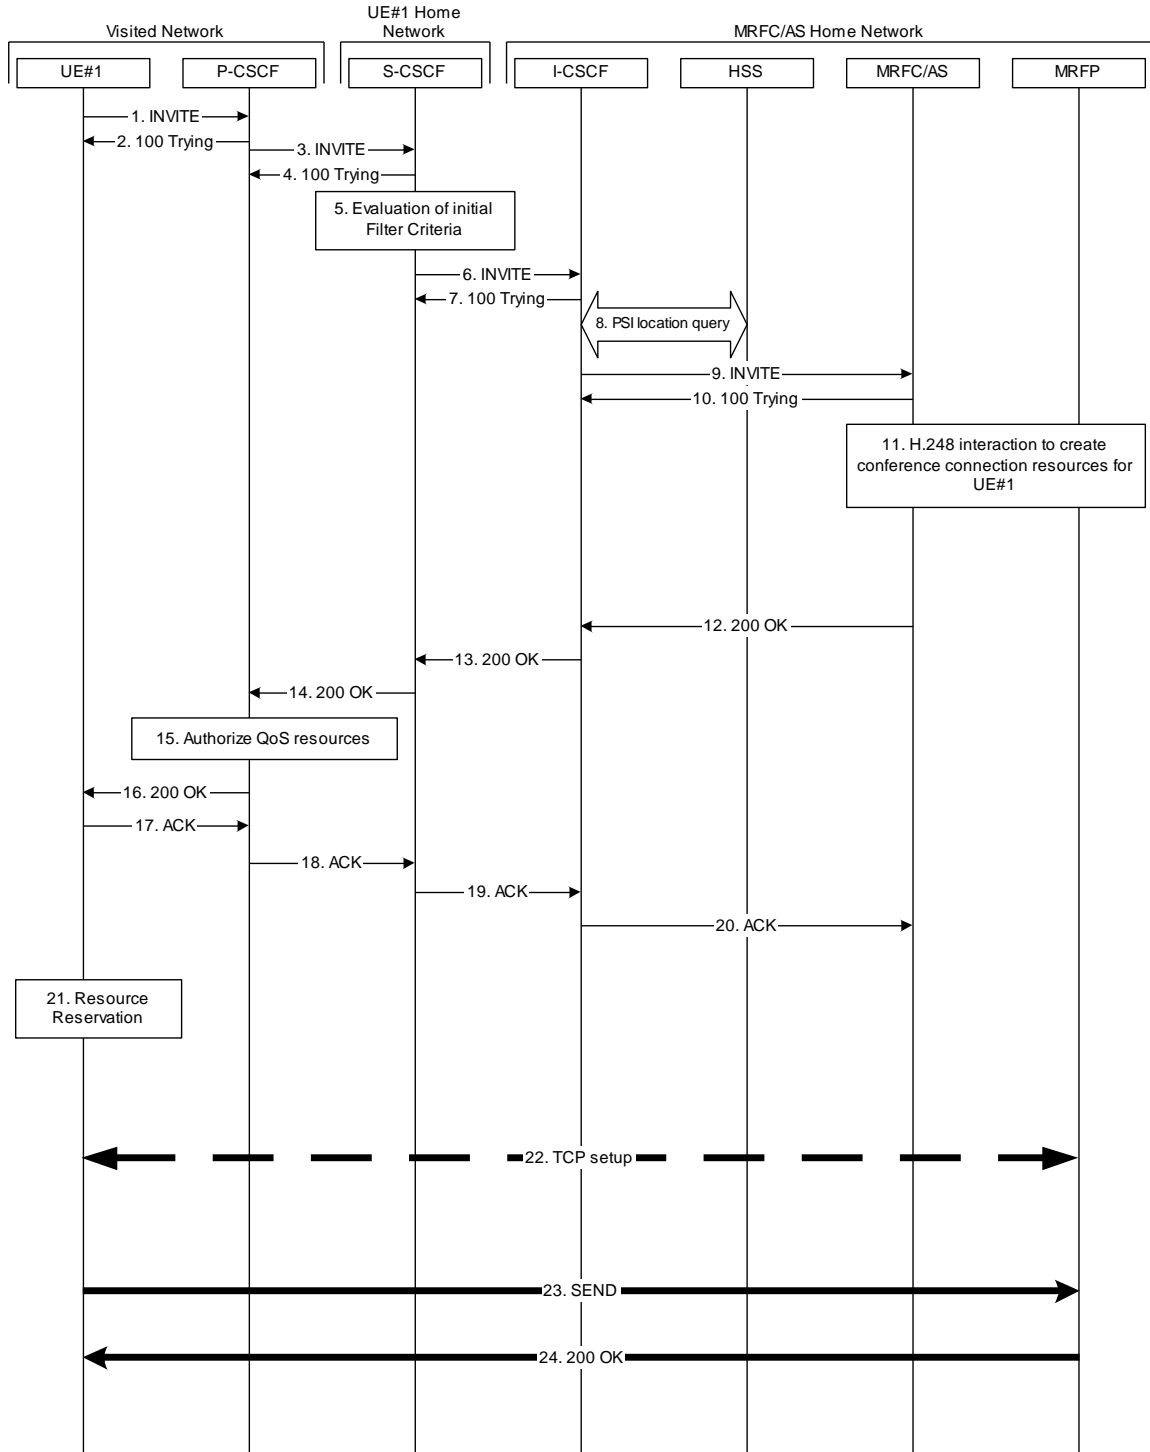 UE#1 Home
Network
Visited Network
MRFC/AS Home Network
UE#1
P-CSCF
S-CSCF
I-CSCF
HSS
MRFC/AS
MRFP
1. INVITE
2. 100 Trying
3. INVITE
4. 100 Trying
5. Evaluation of initial
Filter Criteria
6. INVITE
7. 100 Trying
8. PSI location query
9. INVITE
10. 100 Trying
11. H.248 interaction to create
conference connection resources for
UE#1
12. 200 OK
13. 200 OK
14. 200 OK
15. Authorize QoS resources
16. 200 OK
17. ACK
18. ACK
19. ACK
20. ACK
21. Resource
Reservation
22. TCP setup
23. SEND
24. 200 OK